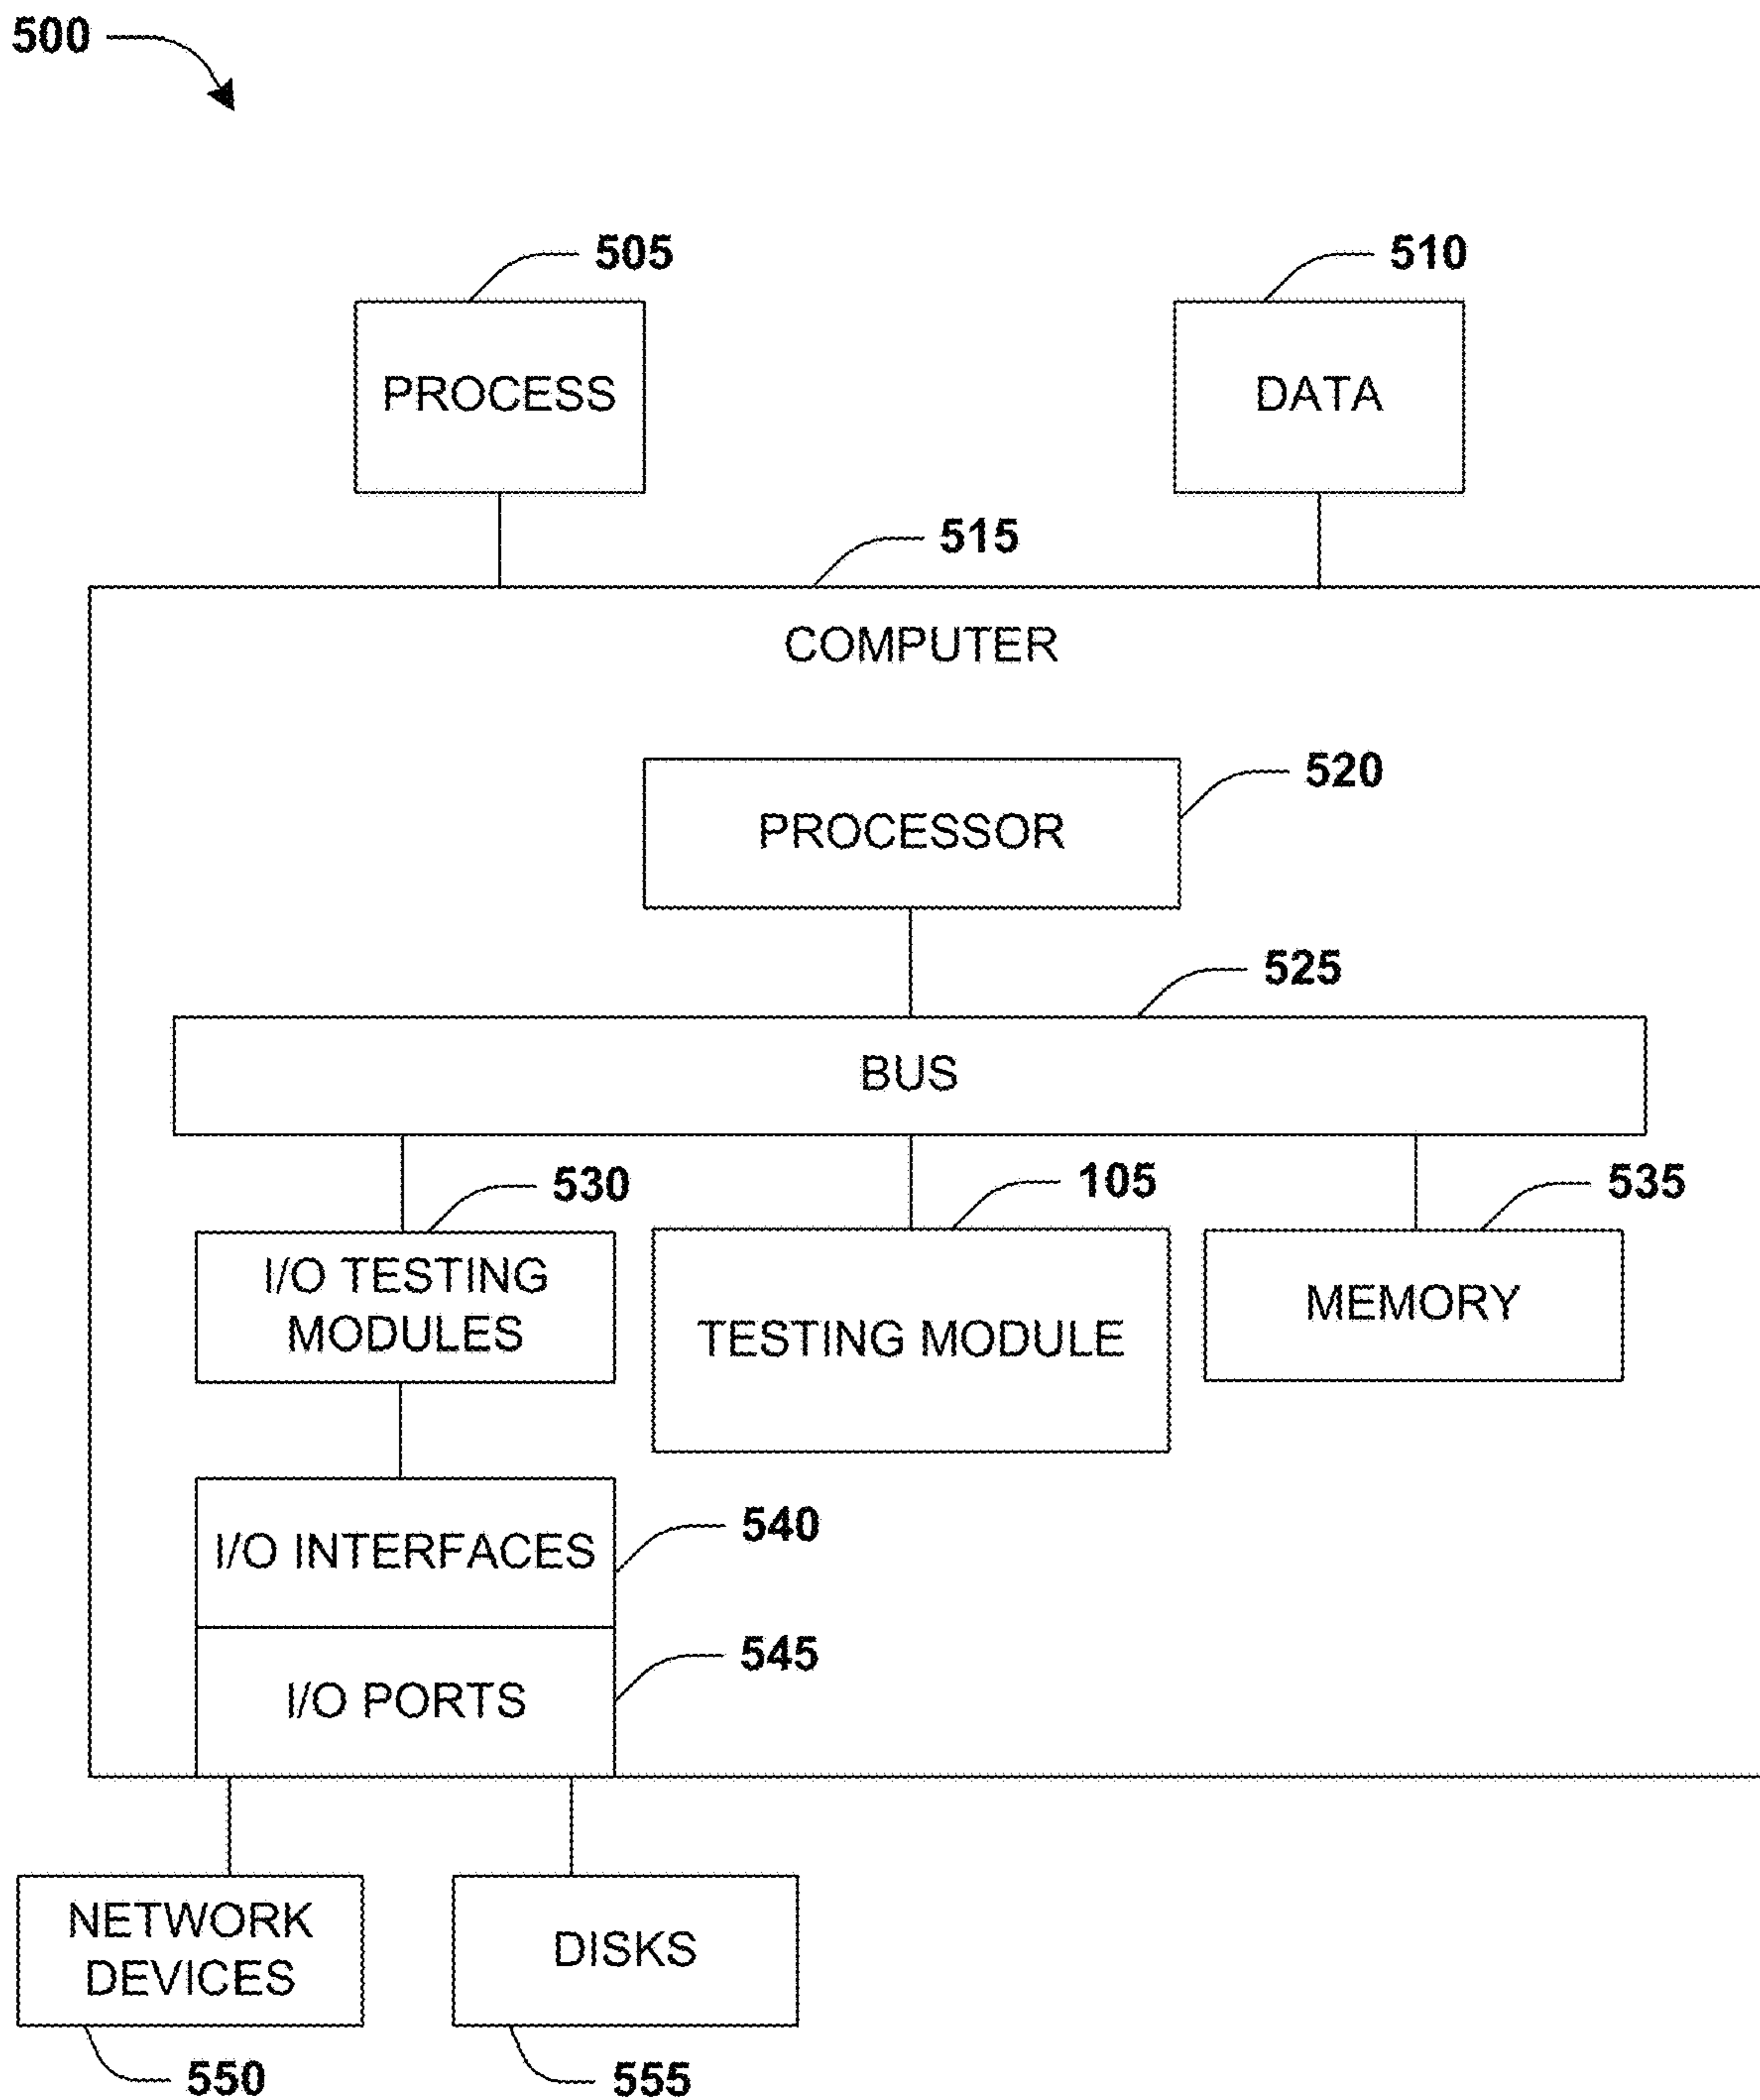 500
505
510
PROCESS
DATA
515
COMPUTER
520
PROCESSOR
525
BUS
530
105
535
I/O TESTING
MODULES
TESTING MODULE
MEMORY
540
I/O INTERFACES
545
I/O PORTS
NETWORK
DEVICES
DISKS
550
555